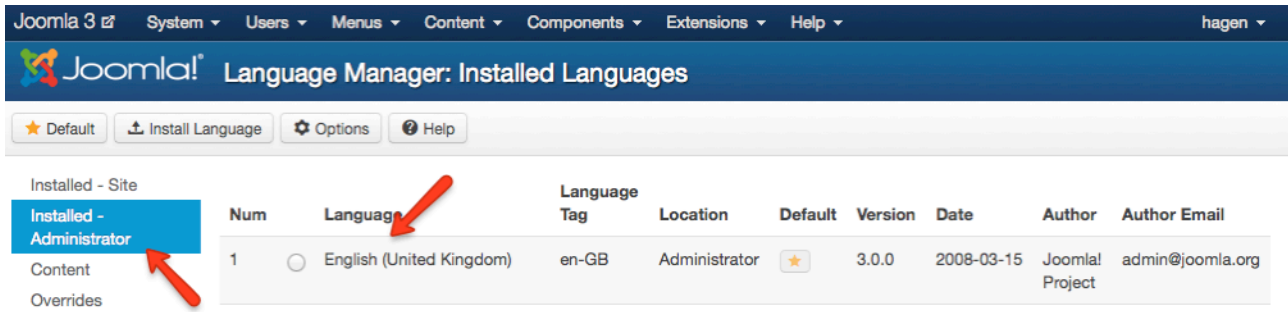 Joomla 3 System Users Menus Content Components Extensions Help hagen
Joomla!® Language Manager: Installed Languages
Default Install Language Options Help
Installed - Site
Installed -
Administrator
Content
Overrides
Num Language Language
Tag Location Default Version Date Author Author Email
1 English (United Kingdom) en-GB Administrator 3.0.0 2008-03-15 Joomla!
Project admin@joomla.org